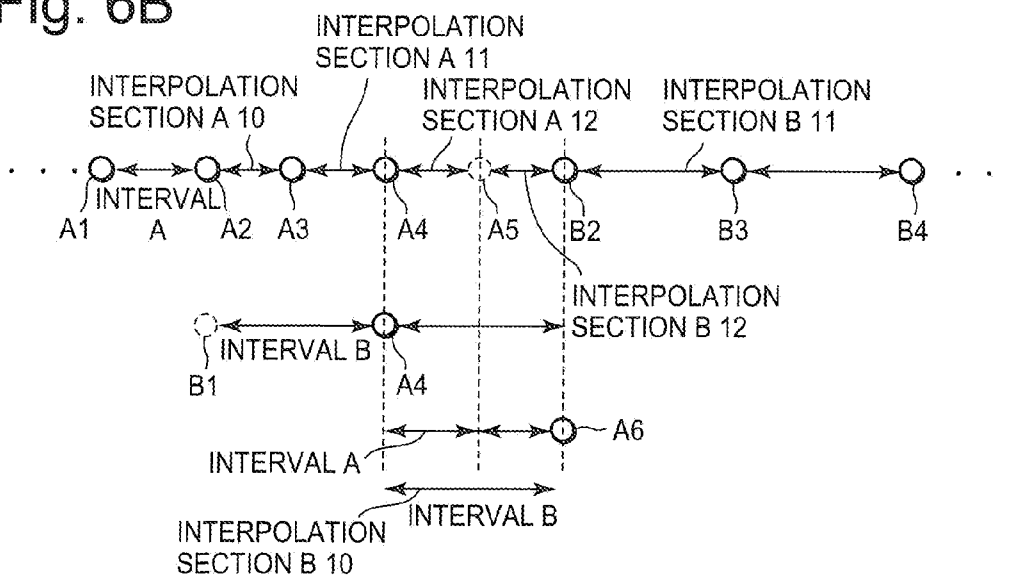 Fig. 6B
INTERPOLATION
SECTION A 11
INTERPOLATION
SECTION A 10
INTERPOLATION
SECTION A 12
INTERPOLATION
SECTION B 11
INTERVAL
A
A1
A2
A3
A4
A5
B2
B3
B4
INTERPOLATION
SECTION B 12
INTERVAL B
B1
A4
A6
INTERVAL A
INTERVAL B
INTERPOLATION
SECTION B 10